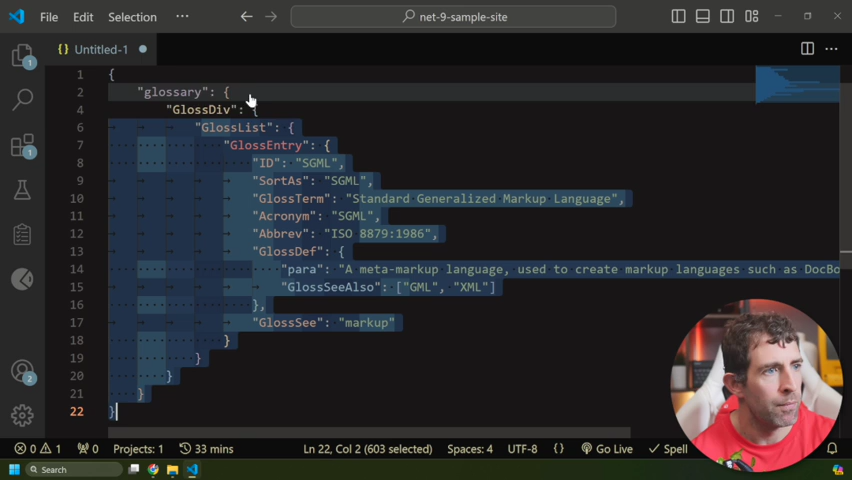 File Edit Selection ··· net-9-sample-site
{} Untitled-1
1 {
2 "glossary": {
4 "GlossDiv": {
6 "GlossList": {
7 "GlossEntry": {
8 "ID": "SGML",
9 "SortAs": "SGML",
10 "GlossTerm": "Standard Generalized Markup Language",
11 "Acronym": "SGML",
12 "Abbrev": "ISO 8879:1986",
13 "GlossDef": {
14 "para": "A meta-markup language, used to create markup languages such as DocBo
15 "GlossSeeAlso": ["GML", "XML"]
16 },
17 "GlossSee": "markup"
18 }
19 }
20 }
21 }
22 }
1
1
2
0 1 0 Projects: 1 33 mins Ln 22, Col 2 (603 selected) Spaces: 4 UTF-8 {} Go Live Spell
Search